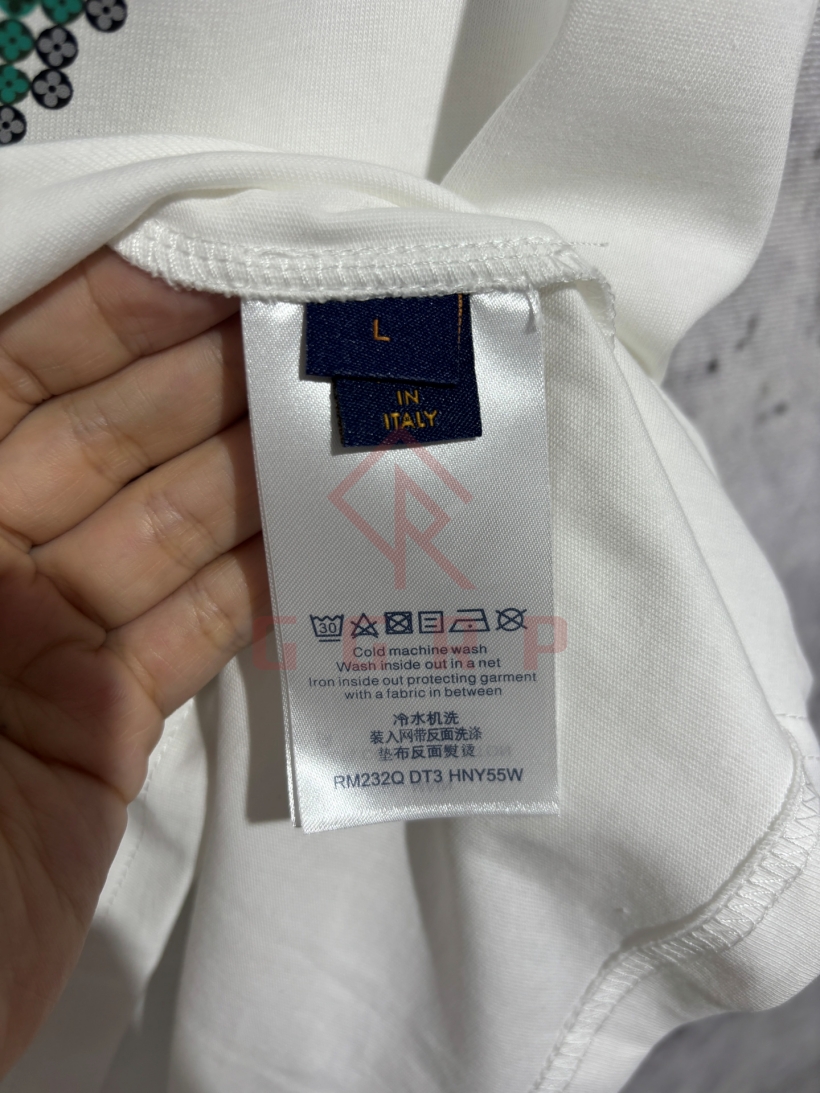 L
IN
ITALY
30
Cold machine wash
Wash inside out in a net
Iron inside out protecting garment
with a fabric in between
冷水机洗
装入网带反面洗涤
垫布反面熨烫
RM232Q DT3 HNY55W